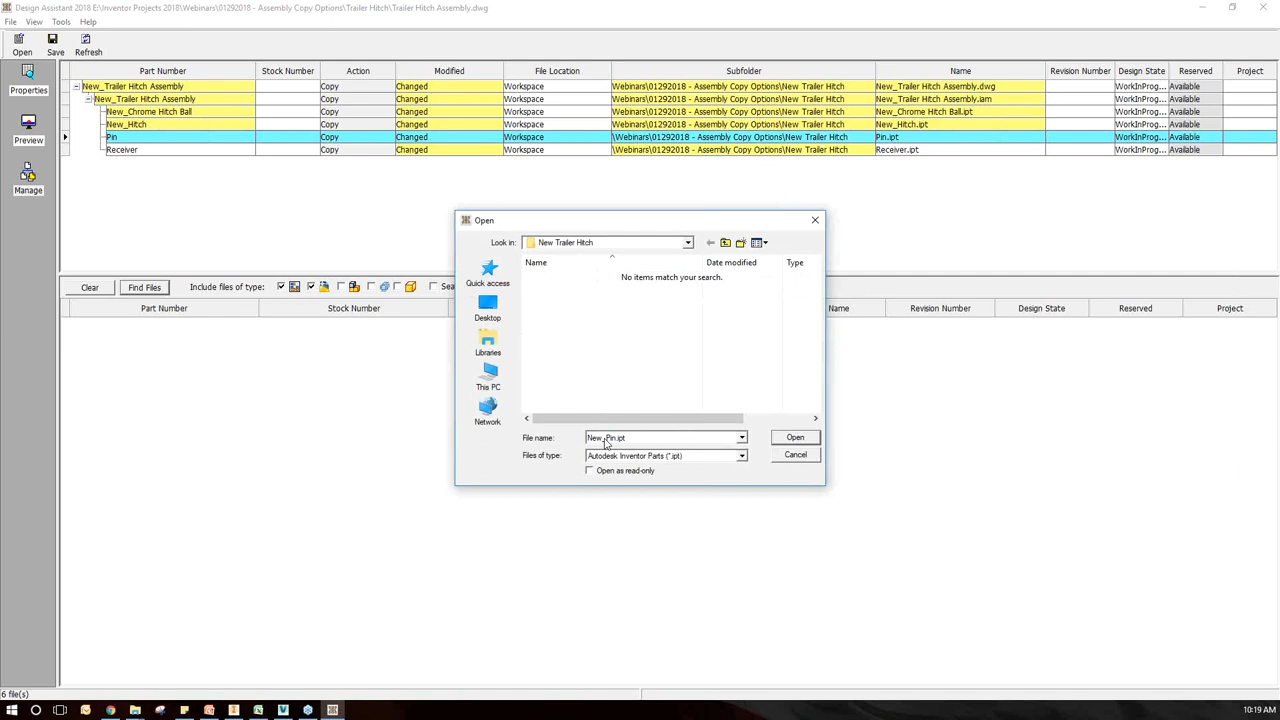 Design Assistant 2018 E:\Inventor Projects 2018\Webinars\01292018 - Assembly Copy Options\Trailer Hitch\Trailer Hitch Assembly.dwg
File View Tools Help
Open Save Refresh
Properties
Preview
Manage
Part Number Stock Number Action Modified File Location Subfolder Name Revision Number Design State Reserved Project
New_Trailer Hitch Assembly Copy Changed Workspace Webinars\01292018 - Assembly Copy Options\New Trailer Hitch New_Trailer Hitch Assembly.dwg WorkInProg... Available
New_Trailer Hitch Assembly Copy Changed Workspace Webinars\01292018 - Assembly Copy Options\New Trailer Hitch New_Trailer Hitch Assembly.iam WorkInProg... Available
New_Chrome Hitch Ball Copy Changed Workspace Webinars\01292018 - Assembly Copy Options\New Trailer Hitch New_Chrome Hitch Ball.ipt WorkInProg... Available
New_Hitch Copy Changed Workspace Webinars\01292018 - Assembly Copy Options\New Trailer Hitch New_Hitch.ipt WorkInProg... Available
Pin Copy Changed Workspace \Webinars\01292018 - Assembly Copy Options\New Trailer Hitch Pin.ipt WorkInProg... Available
Receiver Copy Changed Workspace \Webinars\01292018 - Assembly Copy Options\New Trailer Hitch Receiver.ipt WorkInProg... Available
Open
Look in: New Trailer Hitch
Name Date modified Type
No items match your search.
Quick access
Desktop
Libraries
This PC
Network
File name: New_Pin.ipt Open
Files of type: Autodesk Inventor Parts (*.ipt) Cancel
Open as read-only
Clear Find Files Include files of type: Sea
Part Number Stock Number Name Revision Number Design State Reserved Project
6 file(s)
10:19 AM